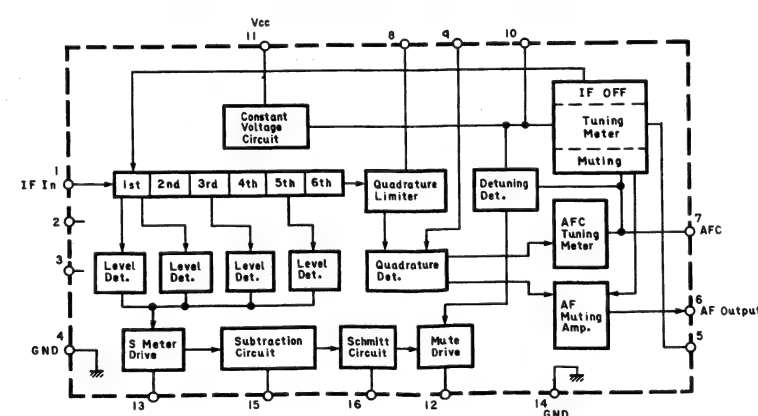 Vcc
11
8
9
10
IF OFF
Tuning
Meter
Muting
Constant
Voltage
Circuit
1
IF In
1st
2nd
3rd
4th
5th
6th
Quadrature
Limiter
Detuning
Det.
2
AFC
Tuning
Meter
7
AFC
3
Level
Det.
Level
Det.
Level
Det.
Level
Det.
Quadrature
Det.
AF
Muting
Amp.
6
AF Output
5
4
GND
S Meter
Drive
Subtraction
Circuit
Schmitt
Circuit
Mute
Drive
13
15
16
12
14
GND